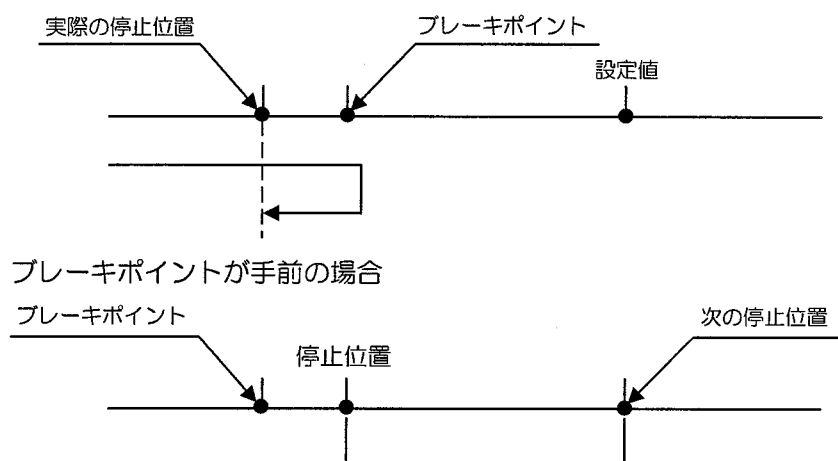 実際の停止位置
ブレーキポイント
設定値
ブレーキポイントが手前の場合
ブレーキポイント
停止位置
次の停止位置